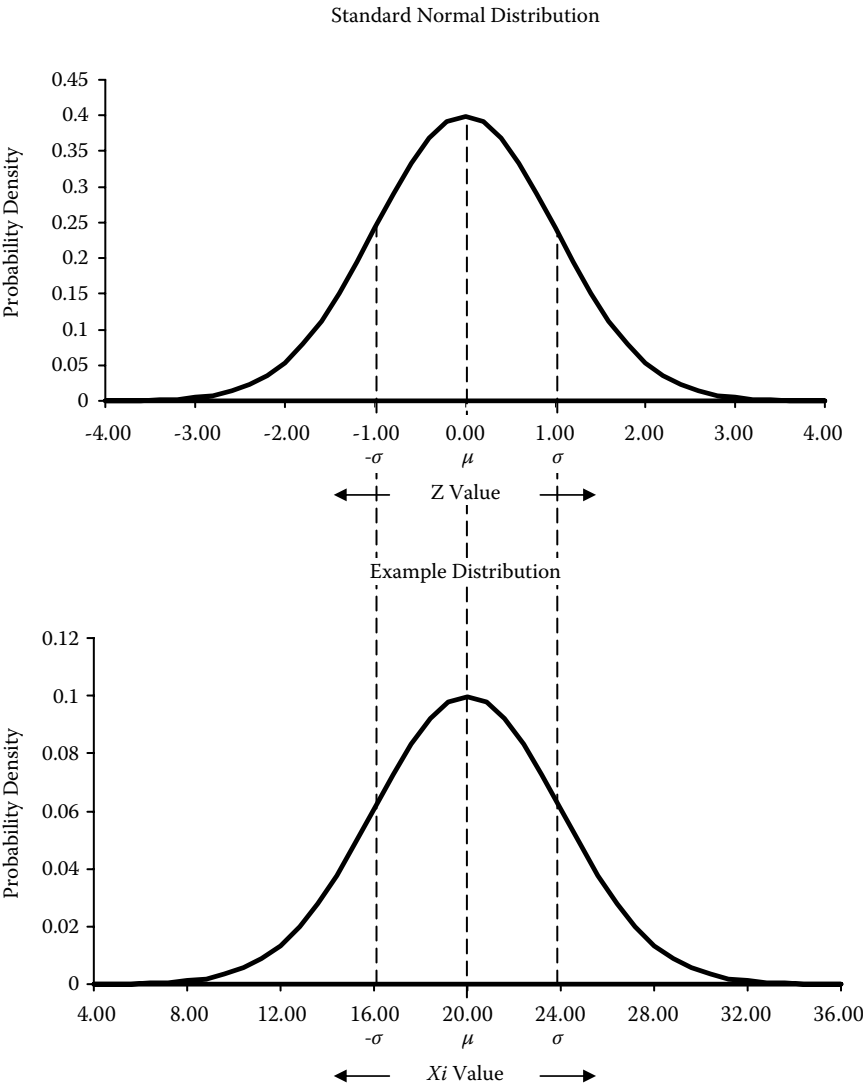 Standard Normal Distribution
Probability Density
0.45
0.4
0.35
0.3
0.25
0.2
0.15
0.1
0.05
0
-4.00 -3.00 -2.00 -1.00 0.00 1.00 2.00 3.00 4.00
-σ μ σ
Z Value
Example Distribution
Probability Density
0.12
0.1
0.08
0.06
0.04
0.02
0
4.00 8.00 12.00 16.00 20.00 24.00 28.00 32.00 36.00
-σ μ σ
Xi Value